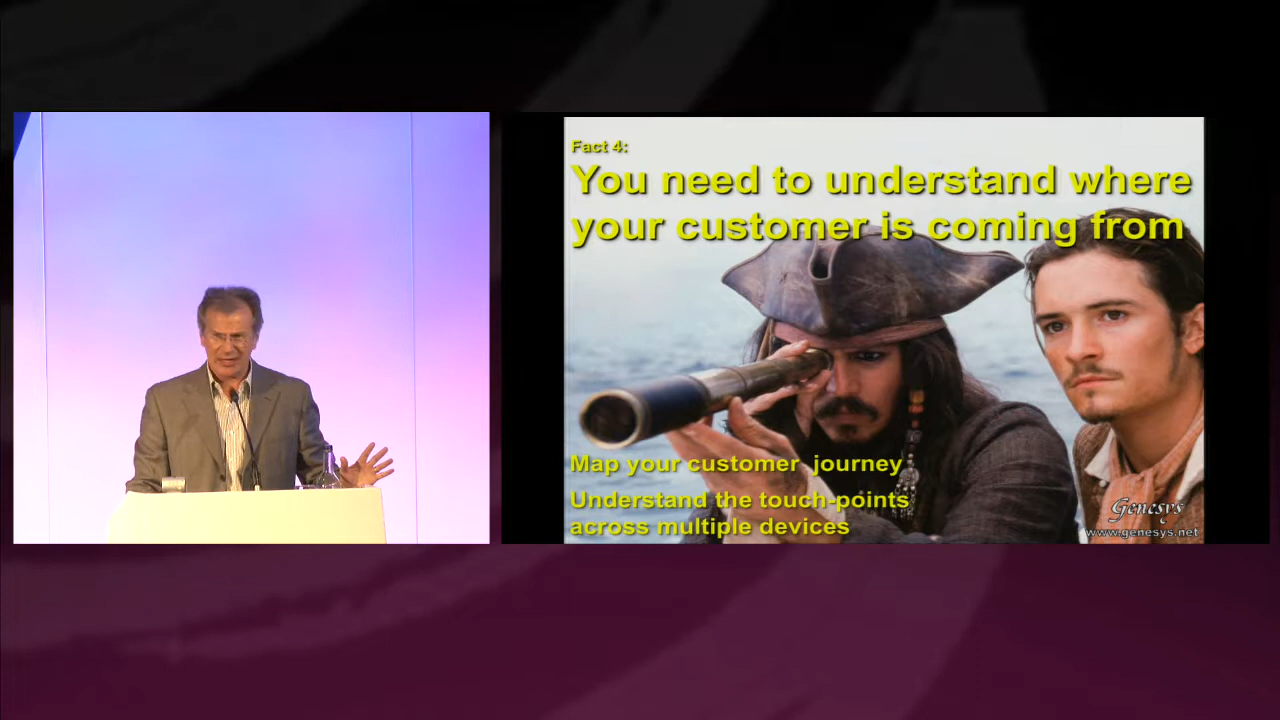 Fact 4:
You need to understand where
your customer is coming from
Map your customer journey
Understand the touch-points
across multiple devices
Genesys
www.genesys.net